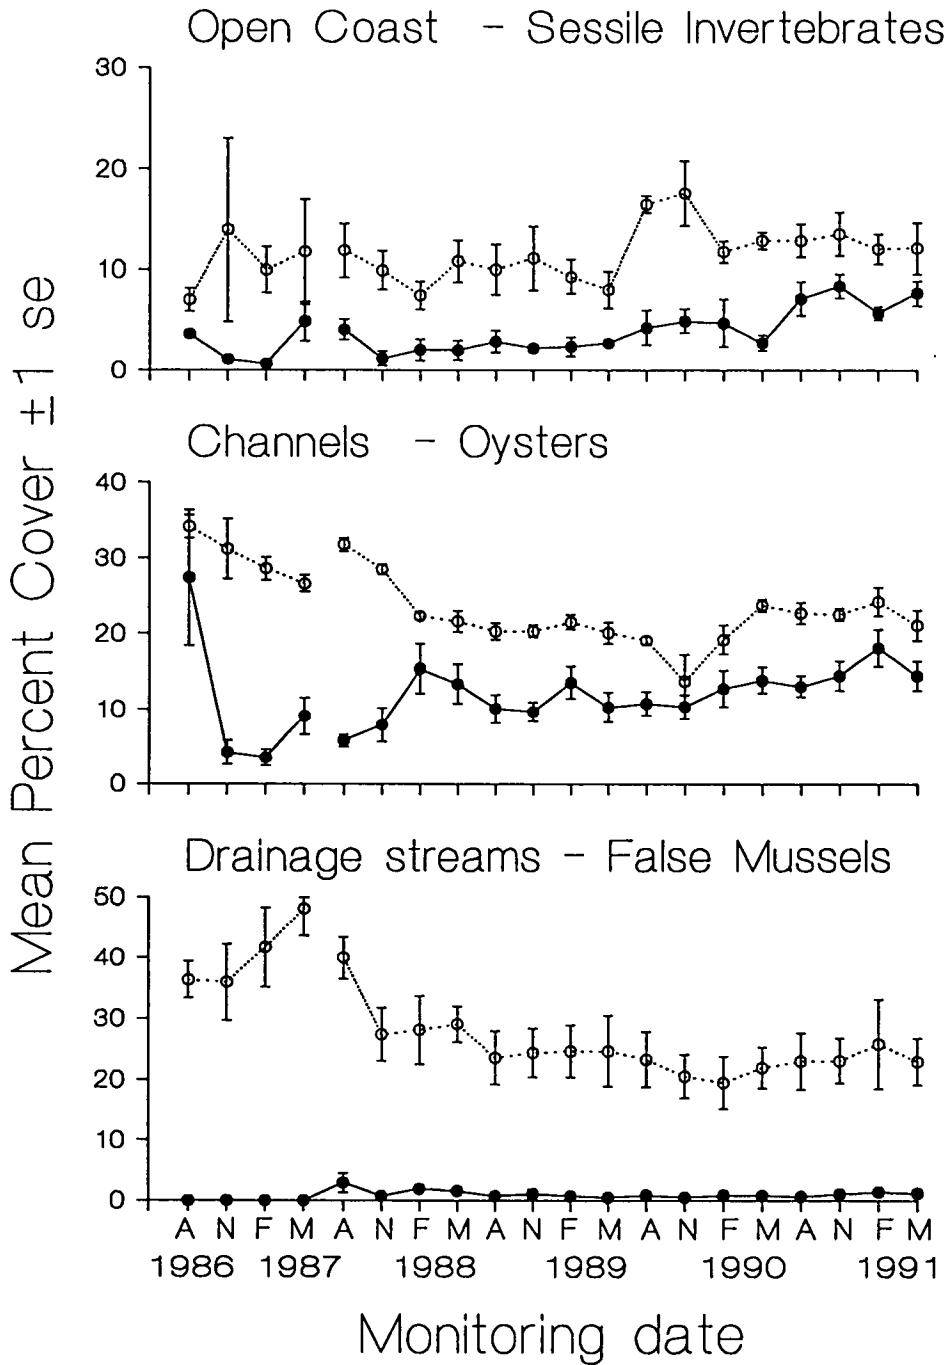 Open Coast - Sessile Invertebrates
30
20
10
0
Channels - Oysters
40
30
20
10
0
Drainage streams - False Mussels
50
40
30
20
10
0
A N F M A N F M A N F M A N F M A N F M
1986 1987 1988 1989 1990 1991
Monitoring date
Mean Percent Cover ±1 se